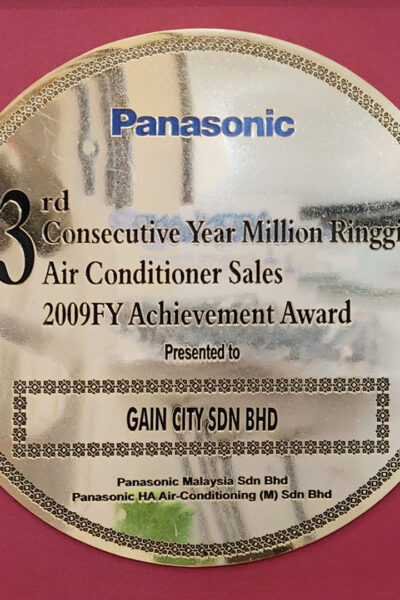 Panasonic
3rd
Consecutive Year Million Ringgi
Air Conditioner Sales
2009FY Achievement Award
Presented to
GAIN CITY SDN BHD
Panasonic Malaysia Sdn Bhd
Panasonic HA Air-Conditioning (M) Sdn Bhd